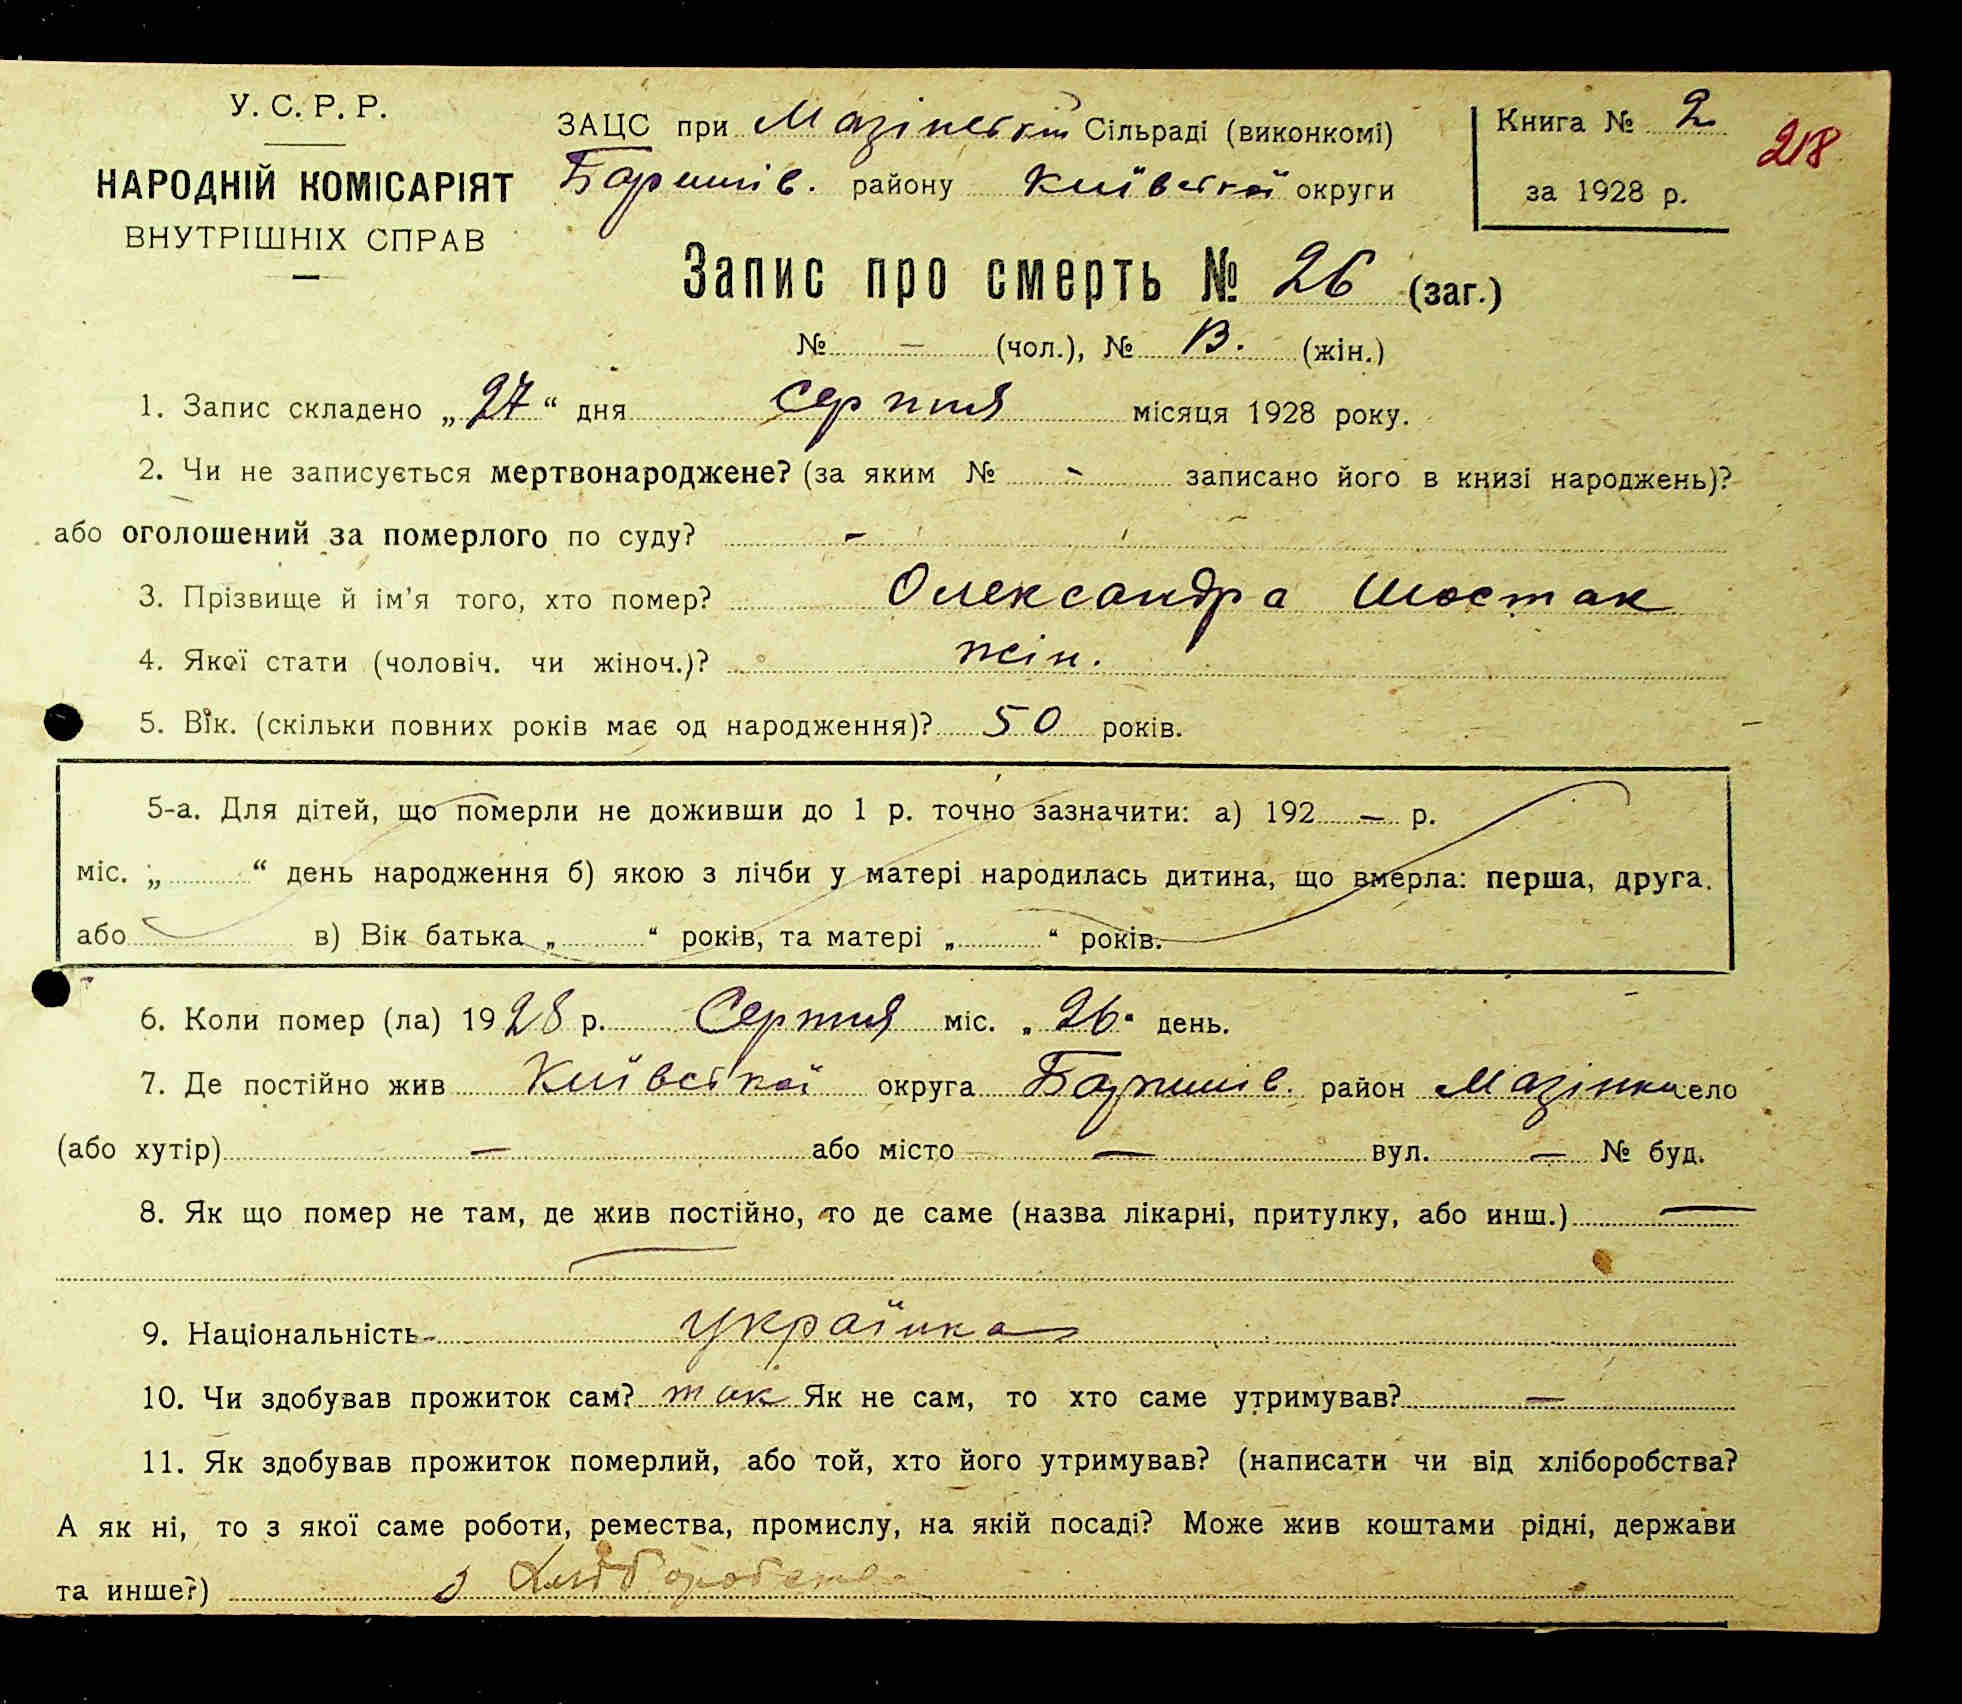 У. С. Р. Р.
НАРОДНІЙ КОМІСАРІЯТ
ВНУТРІШНІХ СПРАВ
ЗАЦС при Мазінській Сільраді (виконкомі)
Баришів. району Київської округи
Книга № 2
за 1928 р.
218
Запис про смерть № 26 (заг.)
№ — (чол.), № В. (жін.)
1. Запис складено „27“ дня Серпня місяця 1928 року.
2. Чи не записується мертвонароджене? (за яким № - записано його в книзі народжень)?
або оголошений за померлого по суду? -
3. Прізвище й ім’я того, хто помер? Олександра Шостак
4. Якої стати (чоловіч. чи жіноч.)? жін.
5. Вік. (скільки повних років має од народження)? 50 років.
5-а. Для дітей, що померли не доживши до 1 р. точно зазначити: а) 192 — р.
міс. „ “ день народження б) якою з лічби у матері народилась дитина, що вмерла: перша, друга.
або в) Вік батька „ “ років, та матері „ “ років.
6. Коли помер (ла) 1928 р. Серпня міс. „26“ день.
7. Де постійно жив Київської округа Баришів. район Мазінки село
(або хутір) — або місто — вул. — № буд.
8. Як що помер не там, де жив постійно, то де саме (назва лікарні, притулку, або инш.) —
9. Національність українка
10. Чи здобував прожиток сам? так Як не сам, то хто саме утримував? —
11. Як здобував прожиток померлий, або той, хто його утримував? (написати чи від хліборобства?
А як ні, то з якої саме роботи, ремества, промислу, на якій посаді? Може жив коштами рідні, держави
та инше?) з Хліборобства